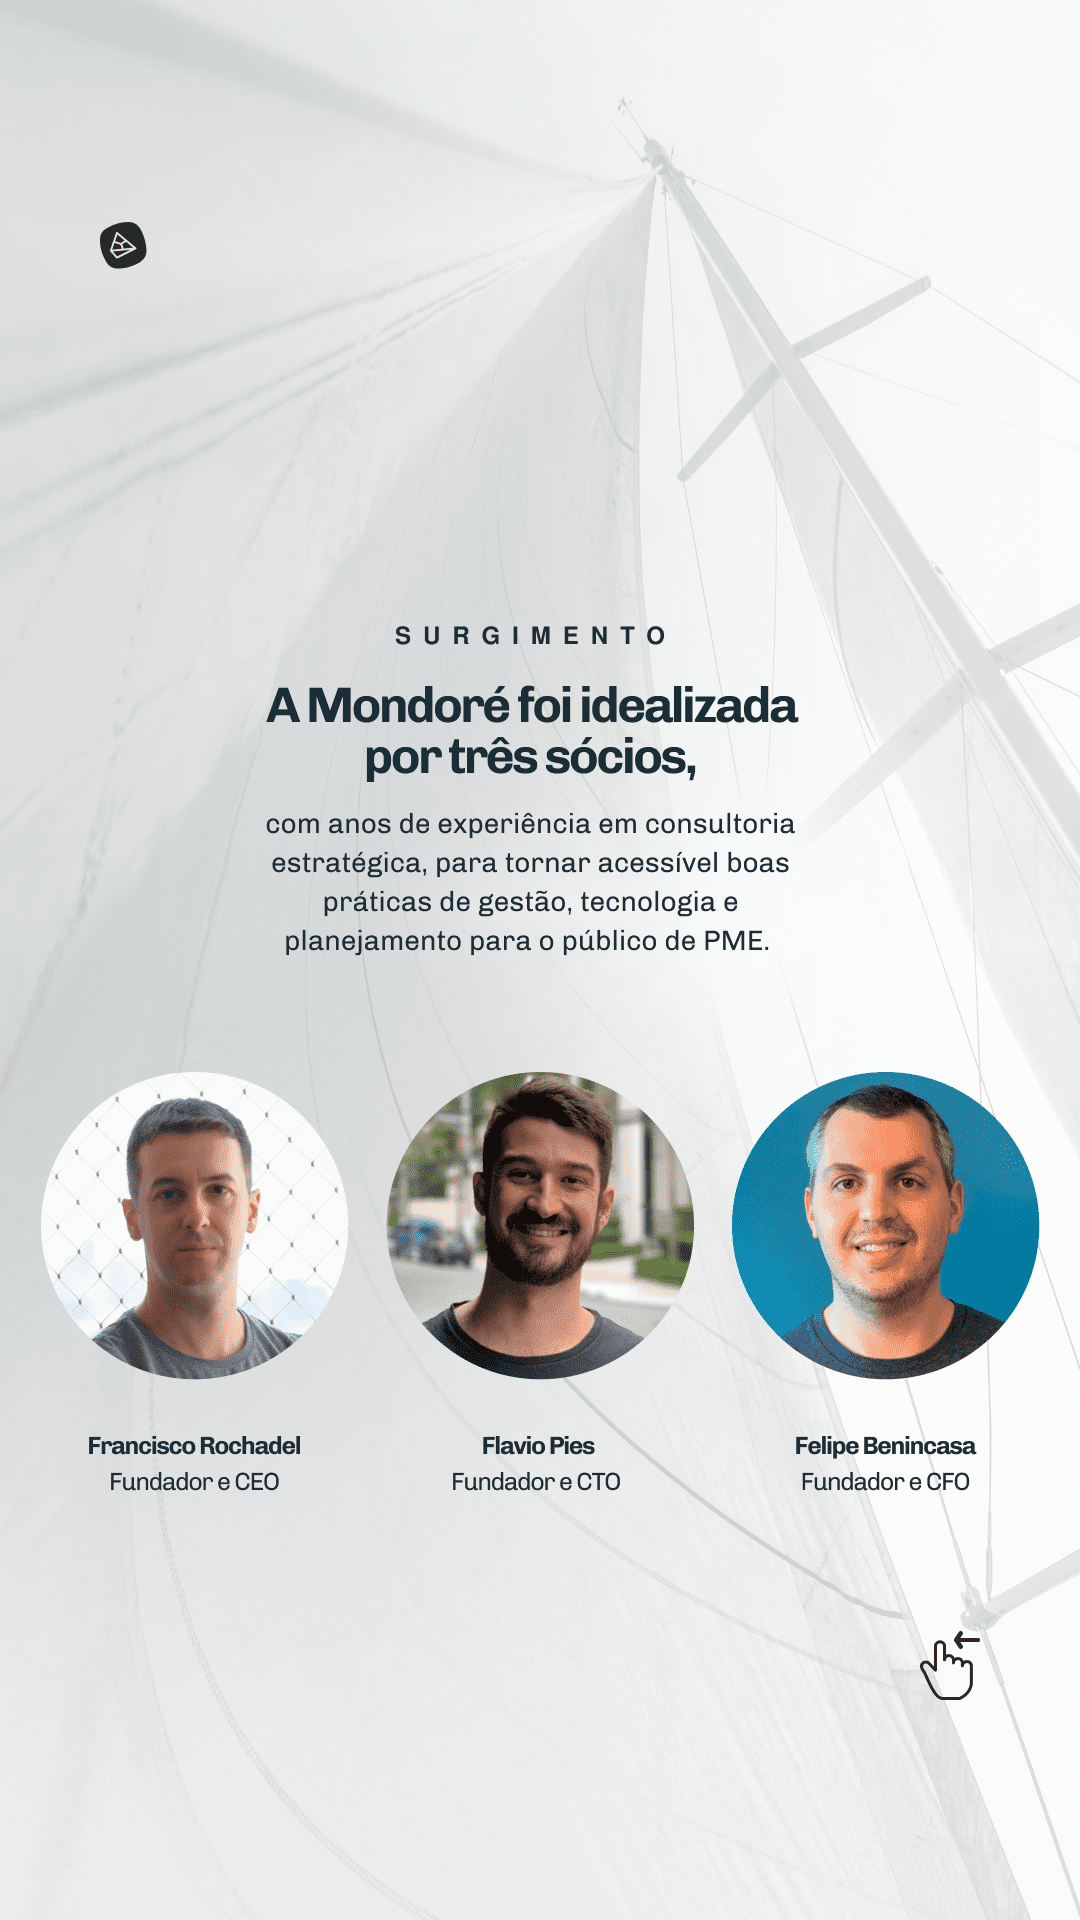 SURGIMENTO
A Mondoré foi idealizada
por três sócios,
com anos de experiência em consultoria
estratégica, para tornar acessível boas
práticas de gestão, tecnologia e
planejamento para o público de PME.
Francisco Rochadel
Fundador e CEO
Flavio Pies
Fundador e CTO
Felipe Benincasa
Fundador e CFO